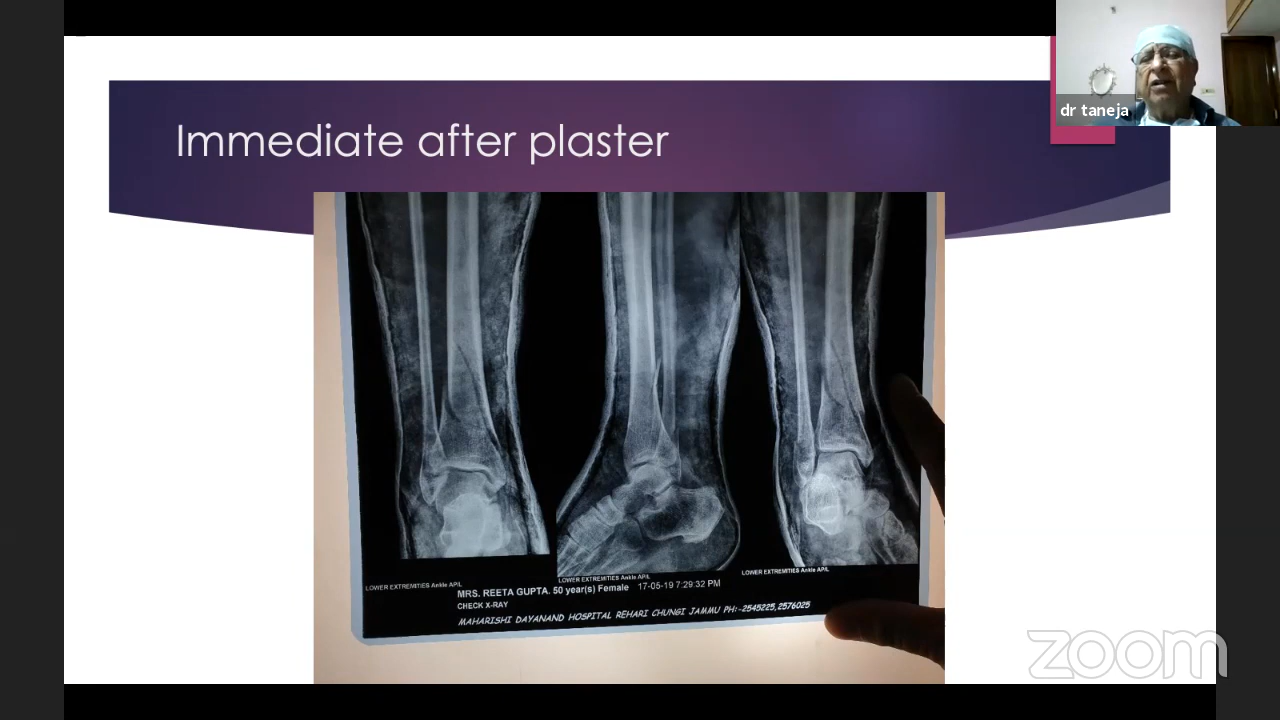 Immediate after plaster
dr taneja
LOWER EXTREMITIES Ankle AP/L
LOWER EXTREMITIES Ankle AP/L
LOWER EXTREMITIES Ankle AP/L
MRS. REETA GUPTA. 50 year(s) Female 17-05-19 7:29:32 PM
CHECK X-RAY
MAHARISHI DAYANAND HOSPITAL REHARI CHUNGI JAMMU PH:-2545225,2576025
zoom